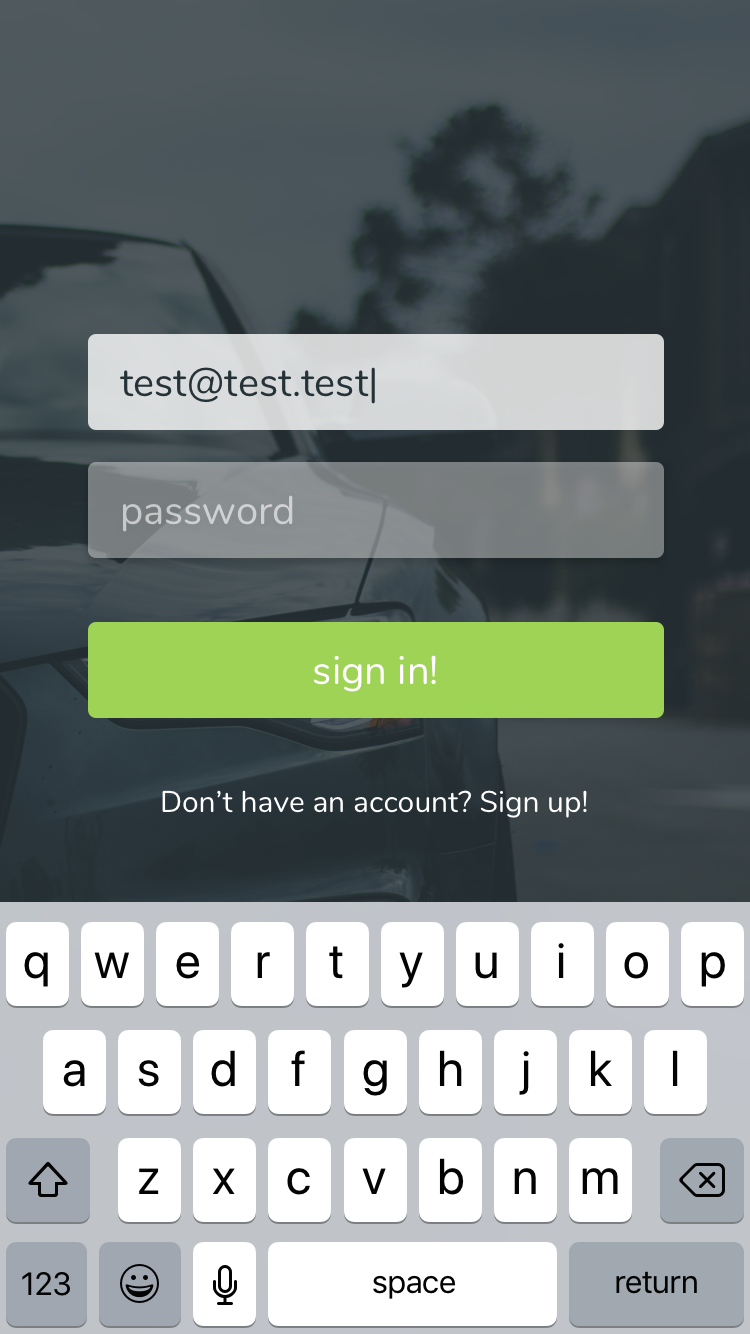 test@test.test
password
sign in!
Don’t have an account? Sign up!
q w e r t y u i o p
a s d f g h j k l
z x c v b n m
123 space return